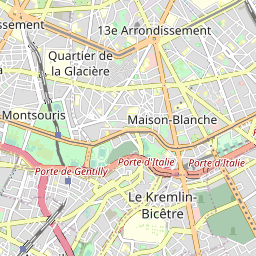 13e Arrondissement
issement
Quartier de
la Glacière
Montsouris
Maison-Blanche
Porte d'Italie
Porte d'Italie
Porte de Gentilly
Le Kremlin-
Bicêtre